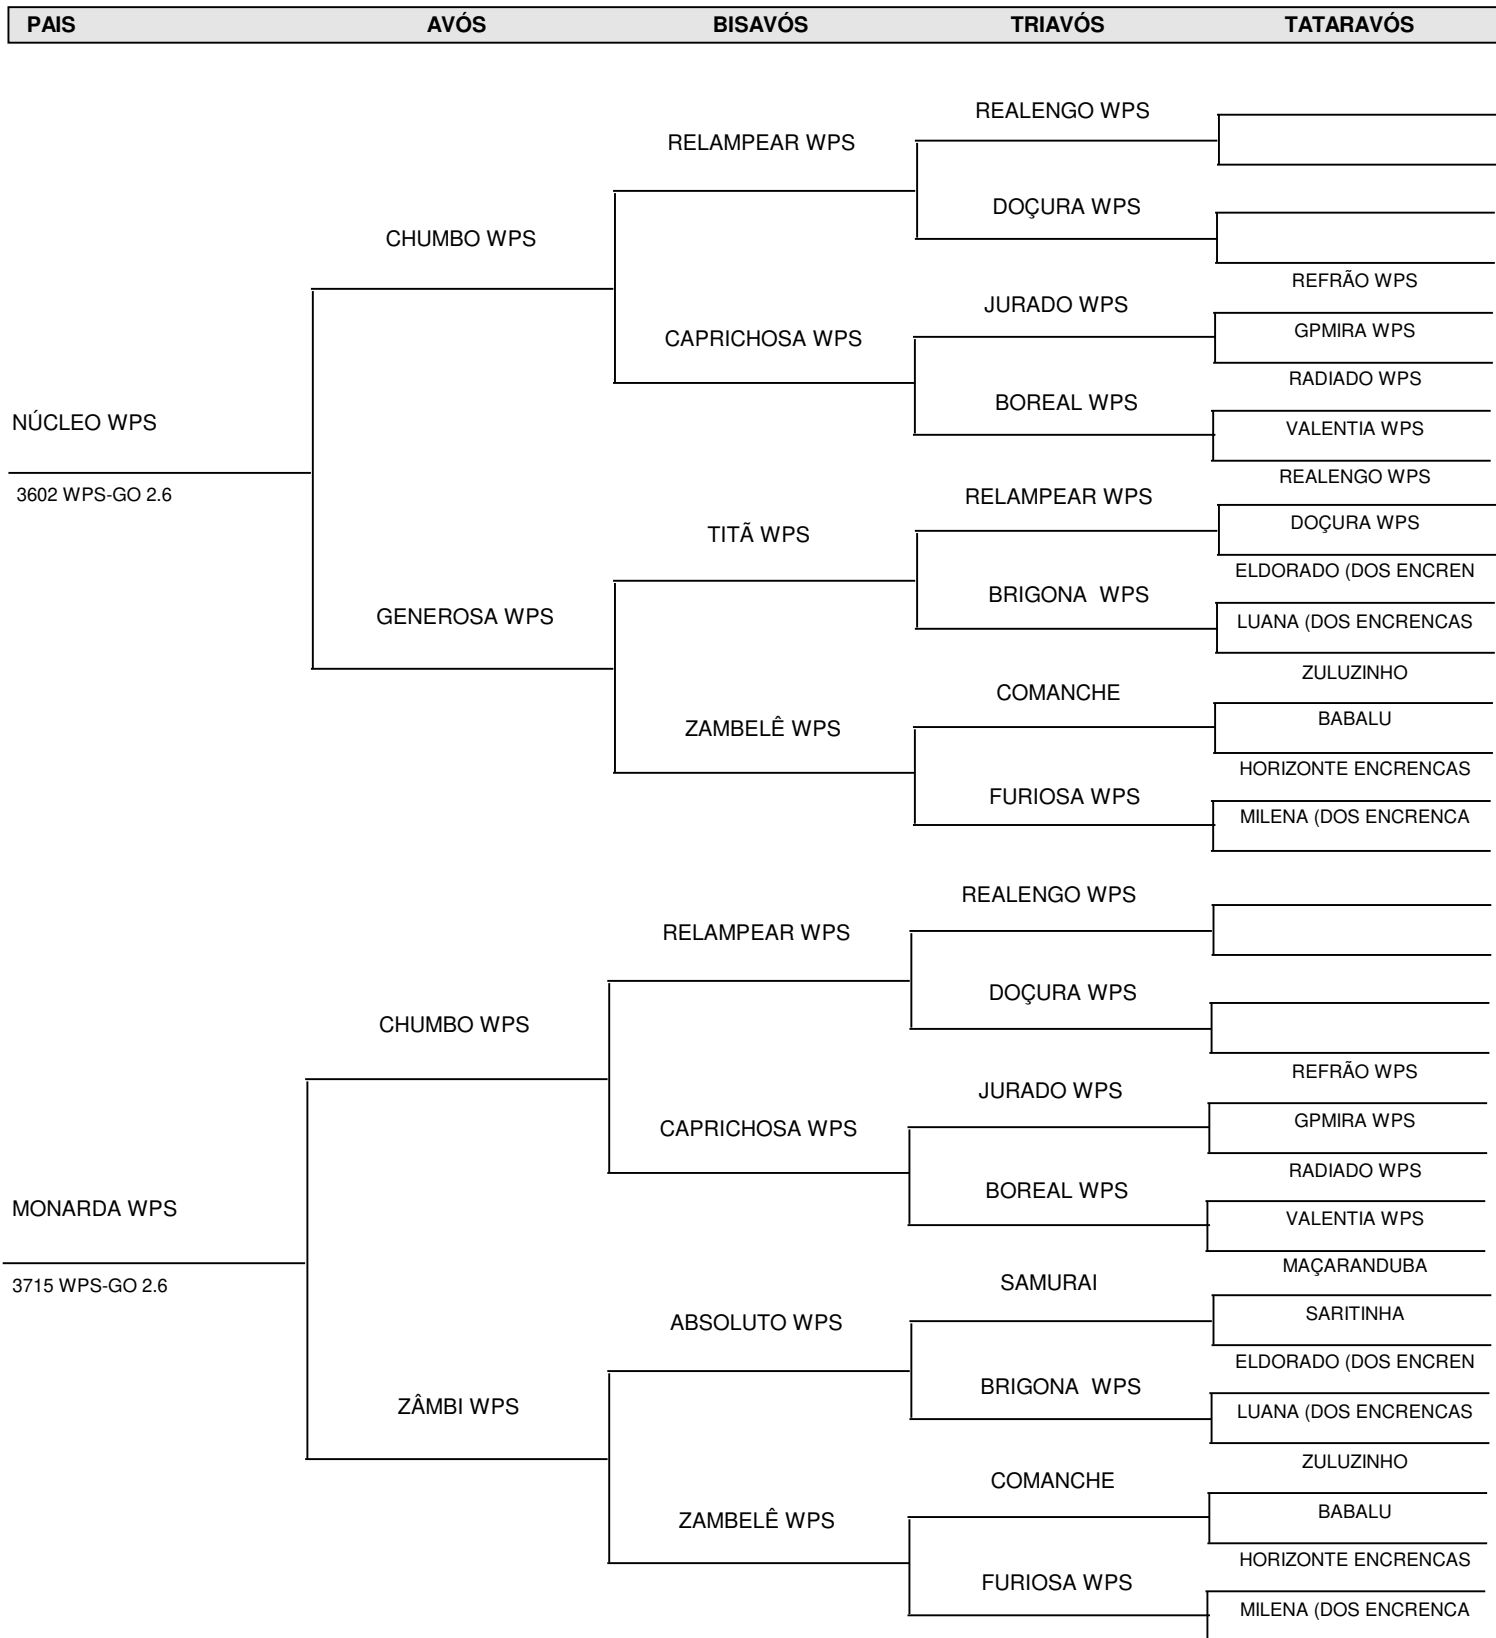 PAIS AVÓS BISAVÓS TRIAVÓS TATARAVÓS
REALENGO WPS
RELAMPEAR WPS
DOÇURA WPS
CHUMBO WPS
REFRÃO WPS
JURADO WPS
GPMIRA WPS
CAPRICHOSA WPS
RADIADO WPS
BOREAL WPS
NÚCLEO WPS
VALENTIA WPS
REALENGO WPS
3602 WPS-GO 2.6
RELAMPEAR WPS
DOÇURA WPS
TITÃ WPS
ELDORADO (DOS ENCREN
BRIGONA WPS
GENEROSA WPS
LUANA (DOS ENCRENCAS
ZULUZINHO
COMANCHE
BABALU
ZAMBELÊ WPS
HORIZONTE ENCRENCAS
FURIOSA WPS
MILENA (DOS ENCRENCA
REALENGO WPS
RELAMPEAR WPS
DOÇURA WPS
CHUMBO WPS
REFRÃO WPS
JURADO WPS
GPMIRA WPS
CAPRICHOSA WPS
RADIADO WPS
BOREAL WPS
MONARDA WPS
VALENTIA WPS
MAÇARANDUBA
3715 WPS-GO 2.6
SAMURAI
SARITINHA
ABSOLUTO WPS
ELDORADO (DOS ENCREN
BRIGONA WPS
ZÂMBI WPS
LUANA (DOS ENCRENCAS
ZULUZINHO
COMANCHE
BABALU
ZAMBELÊ WPS
HORIZONTE ENCRENCAS
FURIOSA WPS
MILENA (DOS ENCRENCA